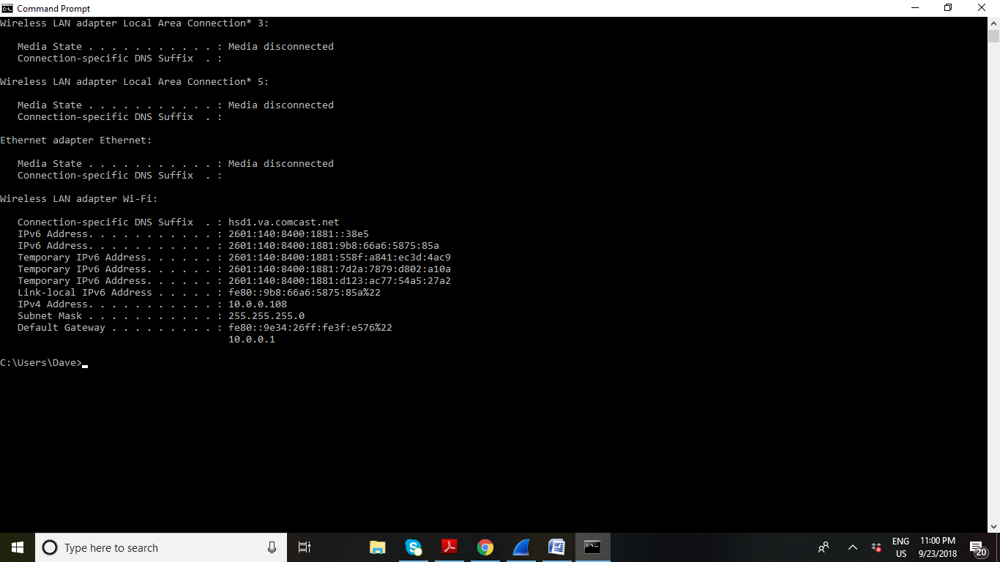 Command Prompt
Wireless LAN adapter Local Area Connection* 3:
Media State . . . . . . . . . . . : Media disconnected
Connection-specific DNS Suffix  . :
Wireless LAN adapter Local Area Connection* 5:
Media State . . . . . . . . . . . : Media disconnected
Connection-specific DNS Suffix  . :
Ethernet adapter Ethernet:
Media State . . . . . . . . . . . : Media disconnected
Connection-specific DNS Suffix  . :
Wireless LAN adapter Wi-Fi:
Connection-specific DNS Suffix  . : hsd1.va.comcast.net
IPv6 Address. . . . . . . . . . . : 2601:140:8400:1881::38e5
IPv6 Address. . . . . . . . . . . : 2601:140:8400:1881:9b8:66a6:5875:85a
Temporary IPv6 Address. . . . . . : 2601:140:8400:1881:558f:a841:ec3d:4ac9
Temporary IPv6 Address. . . . . . : 2601:140:8400:1881:7d2a:7879:d802:a10a
Temporary IPv6 Address. . . . . . : 2601:140:8400:1881:d123:ac77:54a5:27a2
Link-local IPv6 Address . . . . . : fe80::9b8:66a6:5875:85a%22
IPv4 Address. . . . . . . . . . . : 10.0.0.108
Subnet Mask . . . . . . . . . . . : 255.255.255.0
Default Gateway . . . . . . . . . : fe80::9e34:26ff:fe3f:e576%22
10.0.0.1
C:\Users\Dave>
Type here to search
ENG
US
11:00 PM
9/23/2018
20